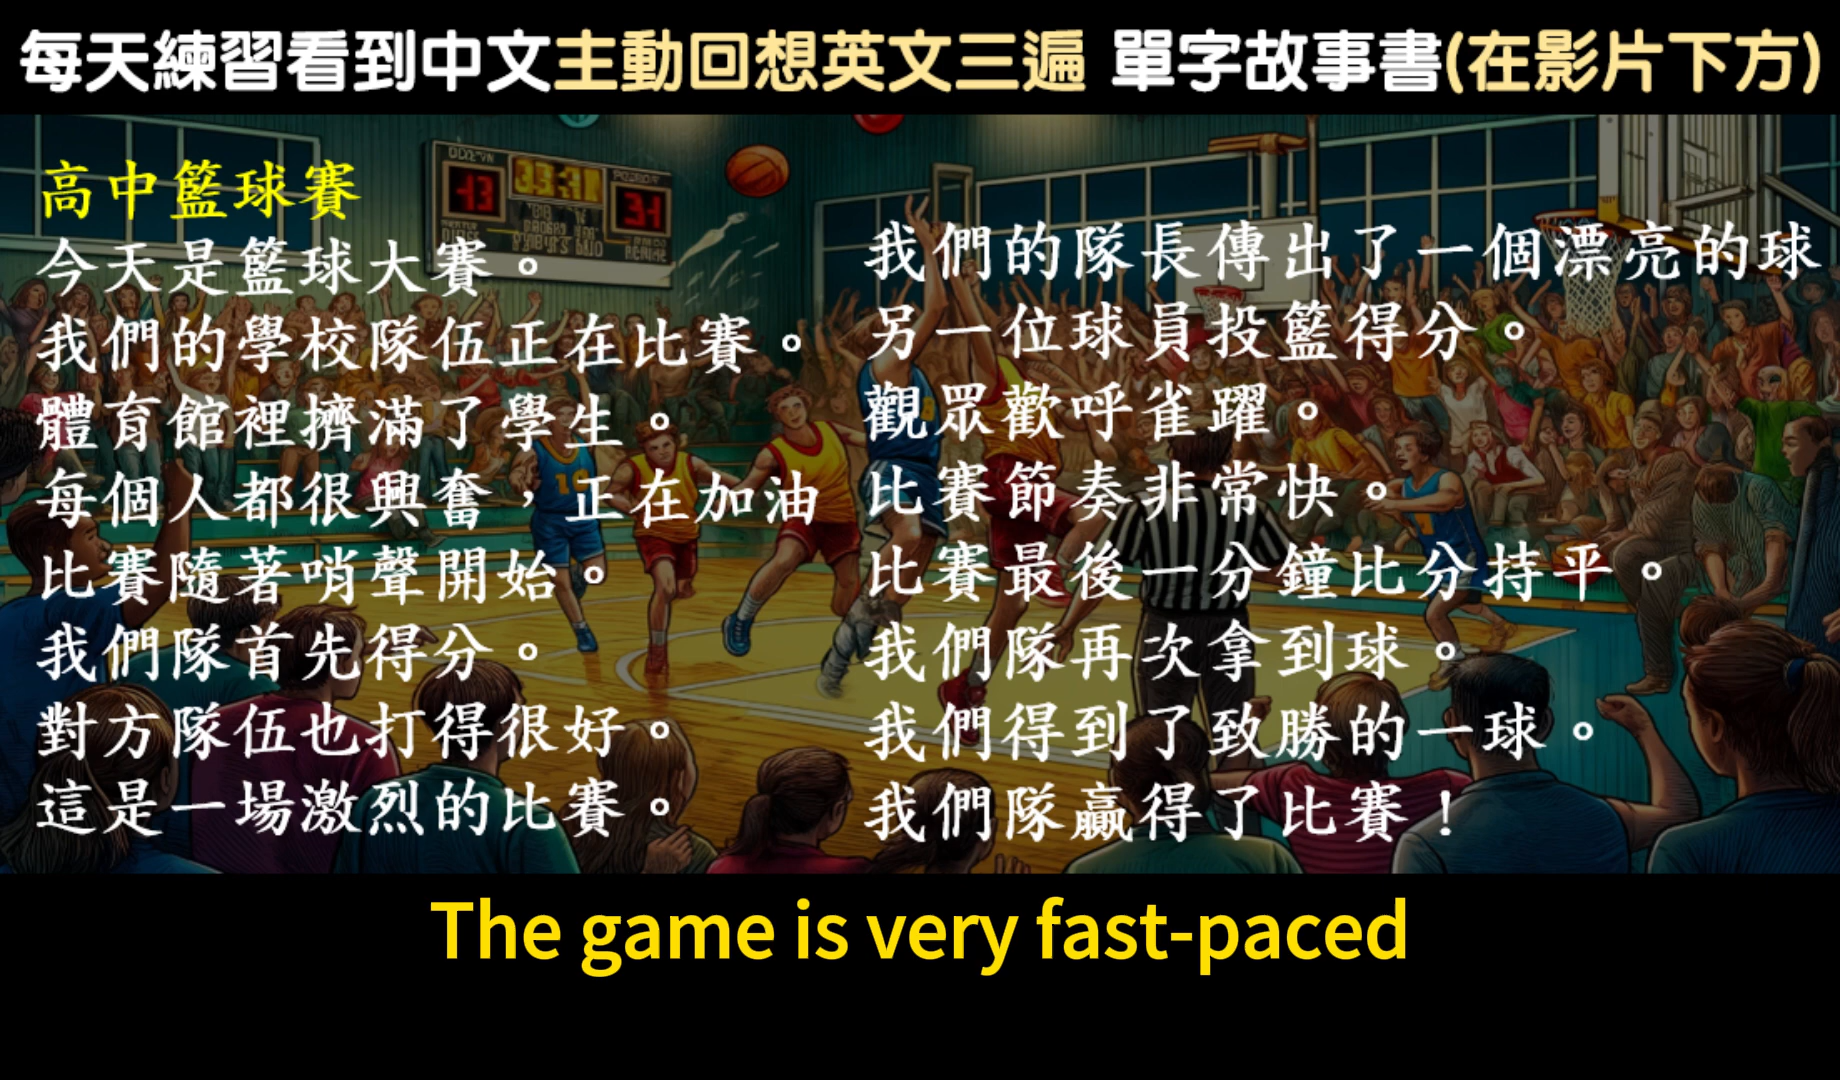 每天練習看到中文主動回想英文三遍 單字故事書(在影片下方)
高中籃球賽
今天是籃球大賽。
我們的學校隊伍正在比賽。
體育館裡擠滿了學生。
每個人都很興奮，正在加油
比賽隨著哨聲開始。
我們隊首先得分。
對方隊伍也打得很好。
這是一場激烈的比賽。
我們的隊長傳出了一個漂亮的球
另一位球員投籃得分。
觀眾歡呼雀躍。
比賽節奏非常快。
比賽最後一分鐘比分持平。
我們隊再次拿到球。
我們得到了致勝的一球。
我們隊贏得了比賽！
The game is very fast-paced